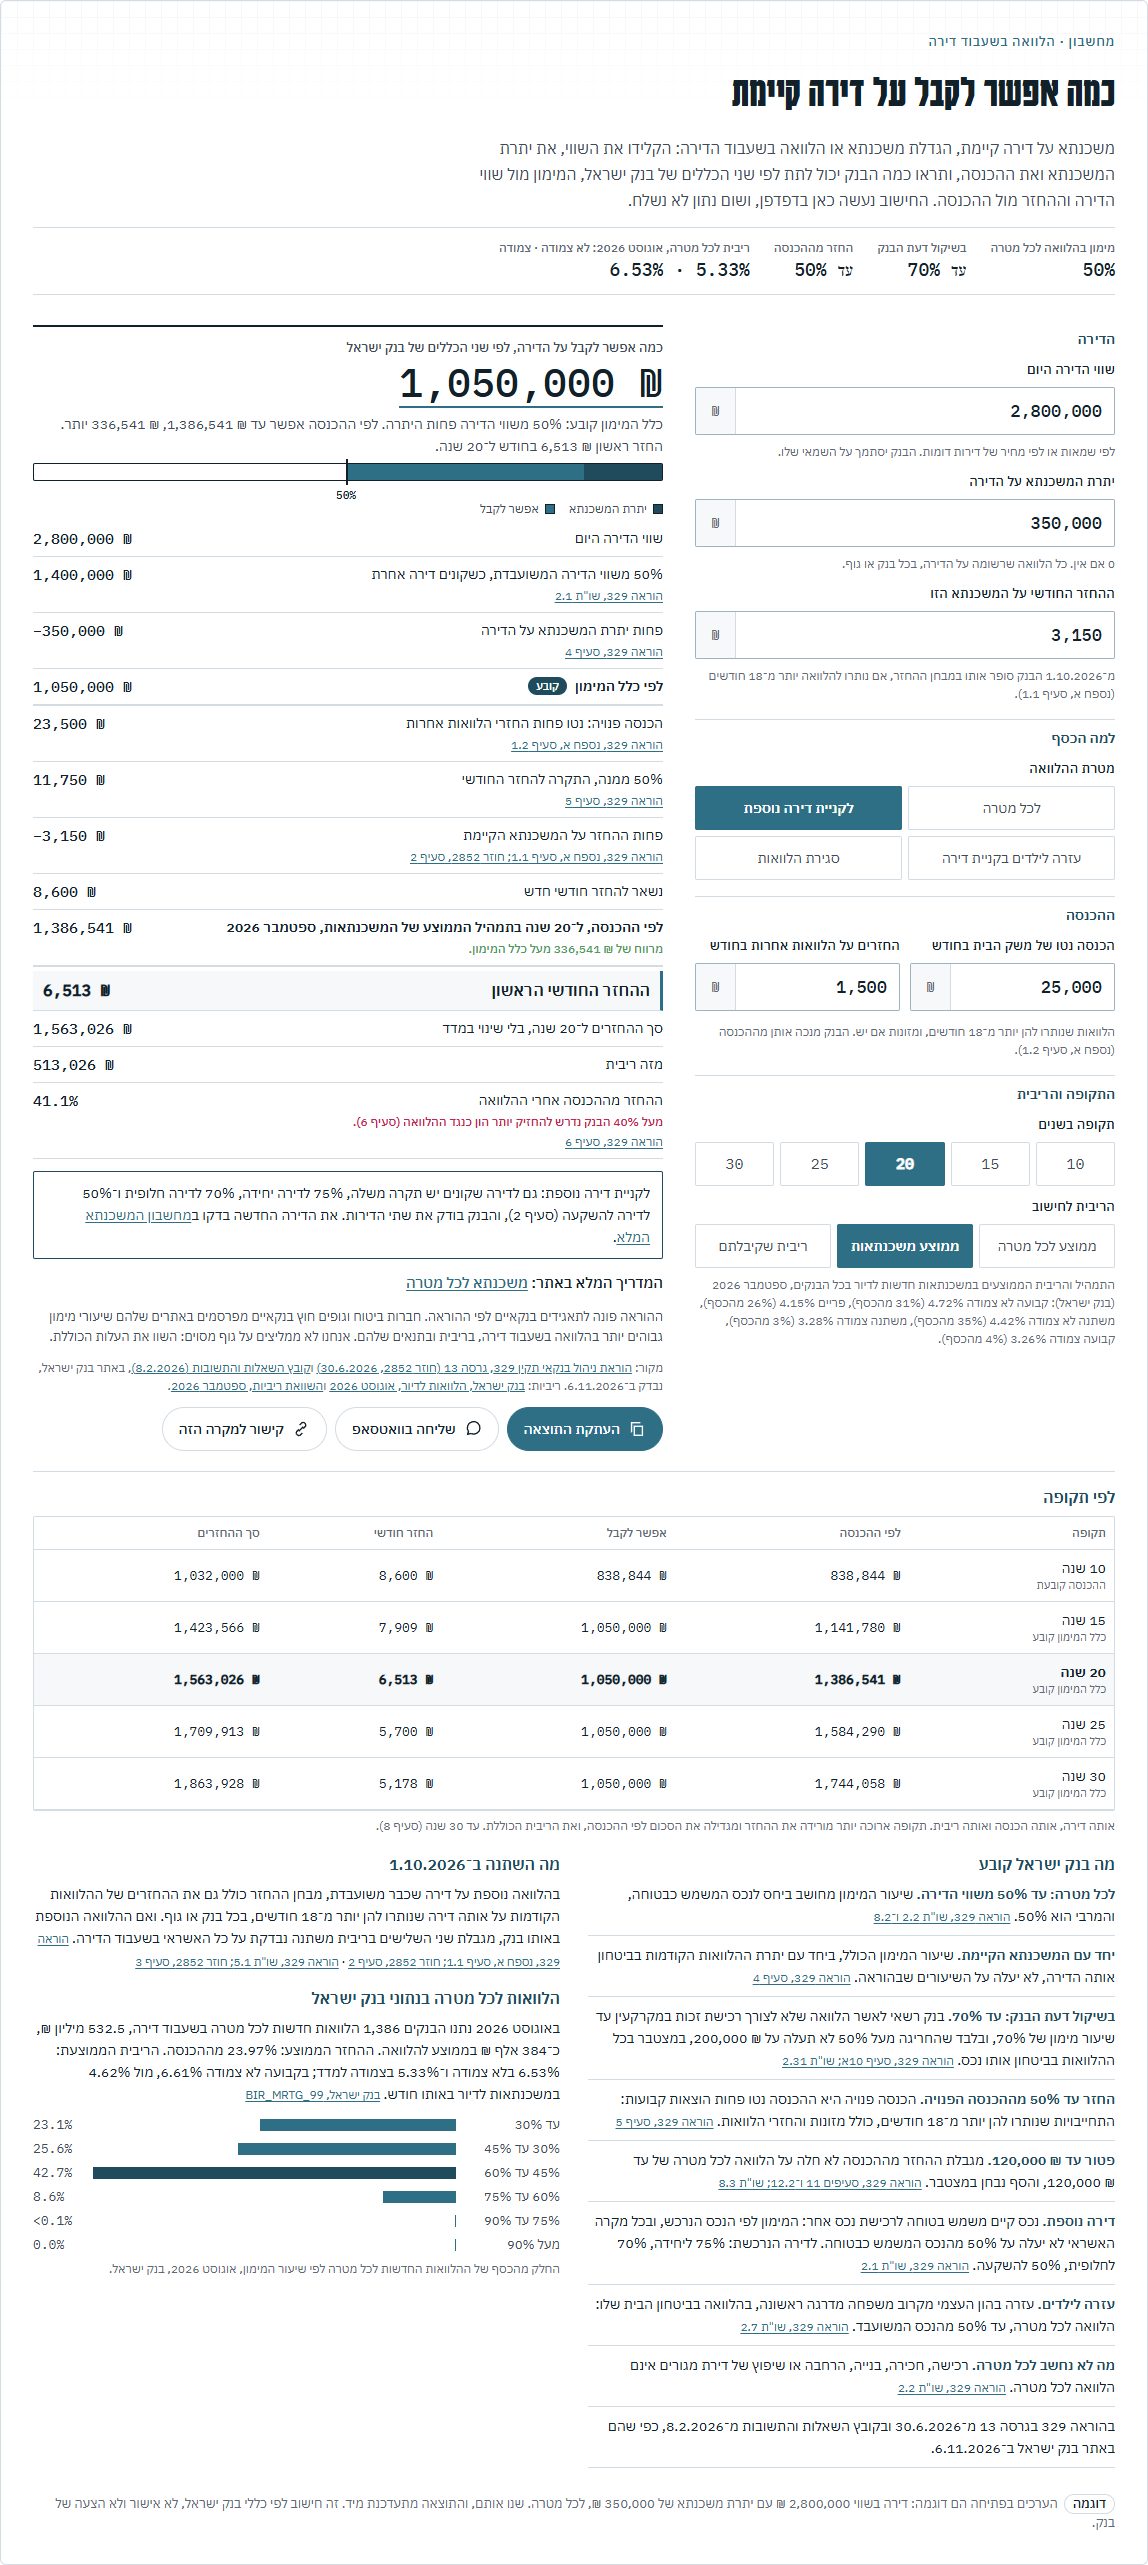 מחשבון · הלוואה בשעבוד דירה
כמה אפשר לקבל על דירה קיימת
משכנתא על דירה קיימת, הגדלת משכנתא או הלוואה בשעבוד הדירה: הקלידו את השווי, את יתרת
המשכנתא ואת ההכנסה, ותראו כמה הבנק יכול לתת לפי שני הכללים של בנק ישראל, המימון מול שווי
הדירה וההחזר מול ההכנסה. החישוב נעשה כאן בדפדפן, ושום נתון לא נשלח.
מימון בהלוואה לכל מטרה
50%
בשיקול דעת הבנק
עד 70%
החזר מההכנסה
עד 50%
ריבית לכל מטרה, אוגוסט 2026: לא צמודה · צמודה
5.33% · 6.53%
הדירה
שווי הדירה היום
2,800,000 ₪
לפי שמאות או לפי מחיר של דירות דומות. הבנק יסתמך על השמאי שלו.
יתרת המשכנתא על הדירה
350,000 ₪
0 אם אין. כל הלוואה שרשומה על הדירה, בכל בנק או גוף.
ההחזר החודשי על המשכנתא הזו
3,150 ₪
מ־1.10.2026 הבנק סופר אותו במבחן ההחזר, אם נותרו להלוואה יותר מ־18 חודשים
(נספח א, סעיף 1.1).
למה הכסף
מטרת ההלוואה
לכל מטרה
לקניית דירה נוספת
עזרה לילדים בקניית דירה
סגירת הלוואות
ההכנסה
הכנסה נטו של משק הבית בחודש
25,000 ₪
החזרים על הלוואות אחרות בחודש
1,500 ₪
הלוואות שנותרו להן יותר מ־18 חודשים, ומזונות אם יש. הבנק מנכה אותן מההכנסה
(נספח א, סעיף 1.2).
התקופה והריבית
תקופה בשנים
10
15
20
25
30
הריבית לחישוב
ממוצע לכל מטרה
ממוצע משכנתאות
ריבית שקיבלתם
התמהיל והריבית הממוצעים במשכנתאות חדשות לדיור בכל הבנקים, ספטמבר 2026
(בנק ישראל): קבועה לא צמודה 4.72% (31% מהכסף), פריים 4.15% (26% מהכסף),
משתנה לא צמודה 4.42% (35% מהכסף), משתנה צמודה 3.28% (3% מהכסף),
קבועה צמודה 3.26% (4% מהכסף).
כמה אפשר לקבל על הדירה, לפי שני הכללים של בנק ישראל
1,050,000 ₪
כלל המימון קובע: 50% משווי הדירה פחות היתרה. לפי ההכנסה אפשר עד ₪ 1,386,541, ₪ 336,541 יותר.
החזר ראשון ₪ 6,513 בחודש ל־20 שנה.
50%
יתרת המשכנתא
אפשר לקבל
שווי הדירה היום
2,800,000 ₪
50% משווי הדירה המשועבדת, כשקונים דירה אחרת
1,400,000 ₪
הוראה 329, שו"ת 2.1
פחות יתרת המשכנתא על הדירה
−350,000 ₪
הוראה 329, סעיף 4
לפי כלל המימון
קובע
1,050,000 ₪
הכנסה פנויה: נטו פחות החזרי הלוואות אחרות
23,500 ₪
הוראה 329, נספח א, סעיף 1.2
50% ממנה, התקרה להחזר החודשי
11,750 ₪
הוראה 329, סעיף 5
פחות ההחזר על המשכנתא הקיימת
−3,150 ₪
הוראה 329, נספח א, סעיף 1.1; חוזר 2852, סעיף 2
נשאר להחזר חודשי חדש
8,600 ₪
לפי ההכנסה, ל־20 שנה בתמהיל הממוצע של המשכנתאות, ספטמבר 2026
1,386,541 ₪
מרווח של ₪ 336,541 מעל כלל המימון.
ההחזר החודשי הראשון
6,513 ₪
סך ההחזרים ל־20 שנה, בלי שינוי במדד
1,563,026 ₪
מזה ריבית
513,026 ₪
ההחזר מההכנסה אחרי ההלוואה
41.1%
מעל 40% הבנק נדרש להחזיק יותר הון כנגד ההלוואה (סעיף 6).
הוראה 329, סעיף 6
לקניית דירה נוספת: גם לדירה שקונים יש תקרה משלה, 75% לדירה יחידה, 70% לדירה חלופית ו־50%
לדירה להשקעה (סעיף 2), והבנק בודק את שתי הדירות. את הדירה החדשה בדקו במחשבון המשכנתא
המלא.
המדריך המלא באתר: משכנתא לכל מטרה
ההוראה פונה לתאגידים בנקאיים לפי ההוראה. חברות ביטוח וגופים חוץ בנקאיים מפרסמים באתרים שלהם שיעורי מימון
גבוהים יותר בהלוואה בשעבוד דירה, בריבית ובתנאים שלהם. אנחנו לא ממליצים על גוף מסוים: השוו את העלות הכוללת.
מקור: הוראת ניהול בנקאי תקין 329, גרסה 13 (חוזר 2852, 30.6.2026) וקובץ השאלות והתשובות (8.2.2026), באתר בנק ישראל,
נבדק ב־6.11.2026. ריביות: בנק ישראל, הלוואות לדיור, אוגוסט 2026 והשוואת ריביות, ספטמבר 2026.
העתקת התוצאה
שליחה בוואטסאפ
קישור למקרה הזה
לפי תקופה
תקופה לפי ההכנסה אפשר לקבל החזר חודשי סך ההחזרים
10 שנה 838,844 ₪ 838,844 ₪ 8,600 ₪ 1,032,000 ₪
ההכנסה קובעת
15 שנה 1,141,780 ₪ 1,050,000 ₪ 7,909 ₪ 1,423,566 ₪
כלל המימון קובע
20 שנה 1,386,541 ₪ 1,050,000 ₪ 6,513 ₪ 1,563,026 ₪
כלל המימון קובע
25 שנה 1,584,290 ₪ 1,050,000 ₪ 5,700 ₪ 1,709,913 ₪
כלל המימון קובע
30 שנה 1,744,058 ₪ 1,050,000 ₪ 5,178 ₪ 1,863,928 ₪
כלל המימון קובע
אותה דירה, אותה הכנסה ואותה ריבית. תקופה ארוכה יותר מורידה את ההחזר ומגדילה את הסכום לפי ההכנסה, ואת הריבית הכוללת. עד 30 שנה (סעיף 8).
מה בנק ישראל קובע
לכל מטרה: עד 50% משווי הדירה. שיעור המימון מחושב ביחס לנכס המשמש כבטוחה,
והמרבי הוא 50%. הוראה 329, שו"ת 2.2 ו־8.2
יחד עם המשכנתא הקיימת. שיעור המימון הכולל, ביחד עם יתרת ההלוואות הקודמות בביטחון
אותה הדירה, לא יעלה על השיעורים שבהוראה. הוראה 329, סעיף 4
בשיקול דעת הבנק: עד 70%. בנק רשאי לאשר הלוואה שלא לצורך רכישת זכות במקרקעין עד
שיעור מימון של 70%, ובלבד שהחריגה מעל 50% לא תעלה על ₪ 200,000, במצטבר בכל
ההלוואות בביטחון אותו נכס. הוראה 329, סעיף 10א; שו"ת 2.31
החזר עד 50% מההכנסה הפנויה. הכנסה פנויה היא ההכנסה נטו פחות הוצאות קבועות:
התחייבויות שנותרו להן יותר מ־18 חודשים, כולל מזונות והחזרי הלוואות. הוראה 329, סעיף 5
פטור עד ₪ 120,000. מגבלת ההחזר מההכנסה לא חלה על הלוואה לכל מטרה של עד
₪ 120,000, והסף נבחן במצטבר. הוראה 329, סעיפים 11 ו־12.2; שו"ת 8.3
דירה נוספת. נכס קיים משמש בטוחה לרכישת נכס אחר: המימון לפי הנכס הנרכש, ובכל מקרה
האשראי לא יעלה על 50% מהנכס המשמש כבטוחה. לדירה הנרכשת: 75% ליחידה, 70%
לחלופית, 50% להשקעה. הוראה 329, שו"ת 2.1
עזרה לילדים. עזרה בהון העצמי מקרוב משפחה מדרגה ראשונה, בהלוואה בביטחון הבית שלו:
הלוואה לכל מטרה, עד 50% מהנכס המשועבד. הוראה 329, שו"ת 2.7
מה לא נחשב לכל מטרה. רכישה, חכירה, בנייה, הרחבה או שיפוץ של דירת מגורים אינם
הלוואה לכל מטרה. הוראה 329, שו"ת 2.2
בהוראה 329 בגרסה 13 מ־30.6.2026 ובקובץ השאלות והתשובות מ־8.2.2026, כפי שהם
באתר בנק ישראל ב־6.11.2026.
מה השתנה ב־1.10.2026
בהלוואה נוספת על דירה שכבר משועבדת, מבחן ההחזר כולל גם את ההחזרים של ההלוואות
הקודמות על אותה דירה שנותרו להן יותר מ־18 חודשים, בכל בנק או גוף. ואם ההלוואה הנוספת
באותו בנק, מגבלת שני השלישים בריבית משתנה נבדקת על כל האשראי בשעבוד הדירה. הוראה
329, נספח א, סעיף 1.1; חוזר 2852, סעיף 2 · הוראה 329, שו"ת 5.1; חוזר 2852, סעיף 3
הלוואות לכל מטרה בנתוני בנק ישראל
באוגוסט 2026 נתנו הבנקים 1,386 הלוואות חדשות לכל מטרה בשעבוד דירה, 532.5 מיליון ₪,
כ־384 אלף ₪ בממוצע להלוואה. ההחזר הממוצע: 23.97% מההכנסה. הריבית הממוצעת:
6.53% בלא צמודה ו־5.33% בצמודה למדד; בקבועה לא צמודה 6.61%, מול 4.62%
במשכנתאות לדיור באותו חודש. בנק ישראל, BIR_MRTG_99
עד 30% 23.1%
30% עד 45% 25.6%
45% עד 60% 42.7%
60% עד 75% 8.6%
75% עד 90% <0.1%
מעל 90% 0.0%
החלק מהכסף של ההלוואות החדשות לכל מטרה לפי שיעור המימון, אוגוסט 2026, בנק ישראל.
דוגמה הערכים בפתיחה הם דוגמה: דירה בשווי 2,800,000 ₪ עם יתרת משכנתא של 350,000 ₪, לכל מטרה. שנו אותם, והתוצאה מתעדכנת מיד. זה חישוב לפי כללי בנק ישראל, לא אישור ולא הצעה של
בנק.